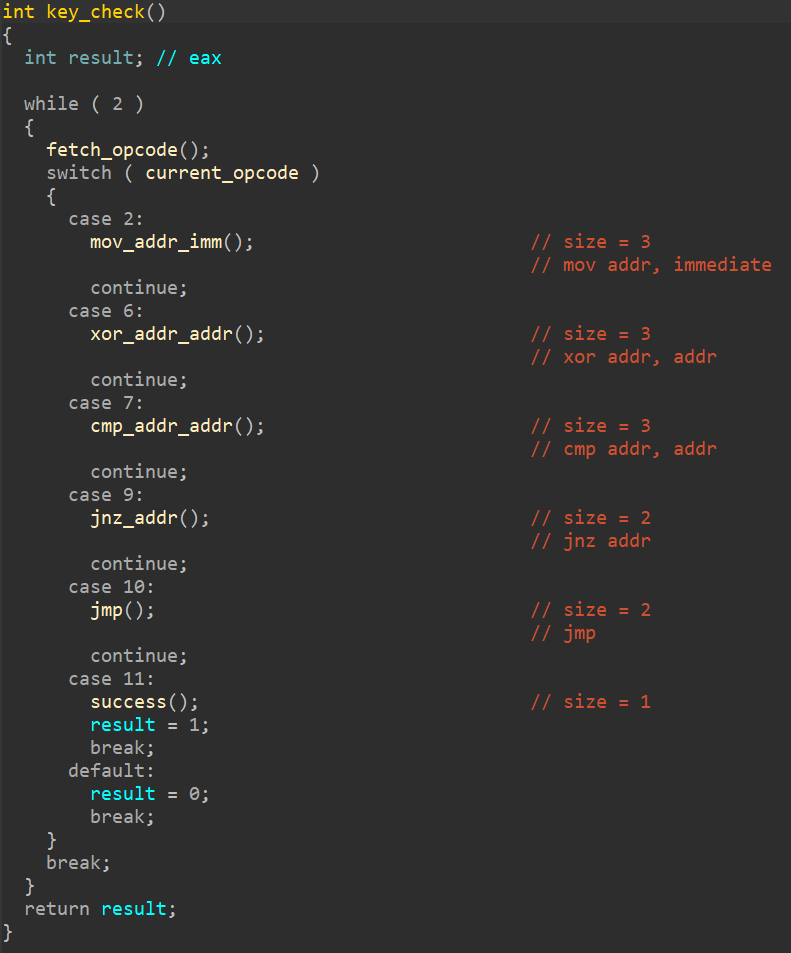 int key_check()
{
  int result; // eax

  while ( 2 )
  {
    fetch_opcode();
    switch ( current_opcode )
    {
      case 2:
        mov_addr_imm();                         // size = 3
                                                // mov addr, immediate
        continue;
      case 6:
        xor_addr_addr();                        // size = 3
                                                // xor addr, addr
        continue;
      case 7:
        cmp_addr_addr();                        // size = 3
                                                // cmp addr, addr
        continue;
      case 9:
        jnz_addr();                             // size = 2
                                                // jnz addr
        continue;
      case 10:
        jmp();                                  // size = 2
                                                // jmp
        continue;
      case 11:
        success();                              // size = 1
        result = 1;
        break;
      default:
        result = 0;
        break;
    }
    break;
  }
  return result;
}